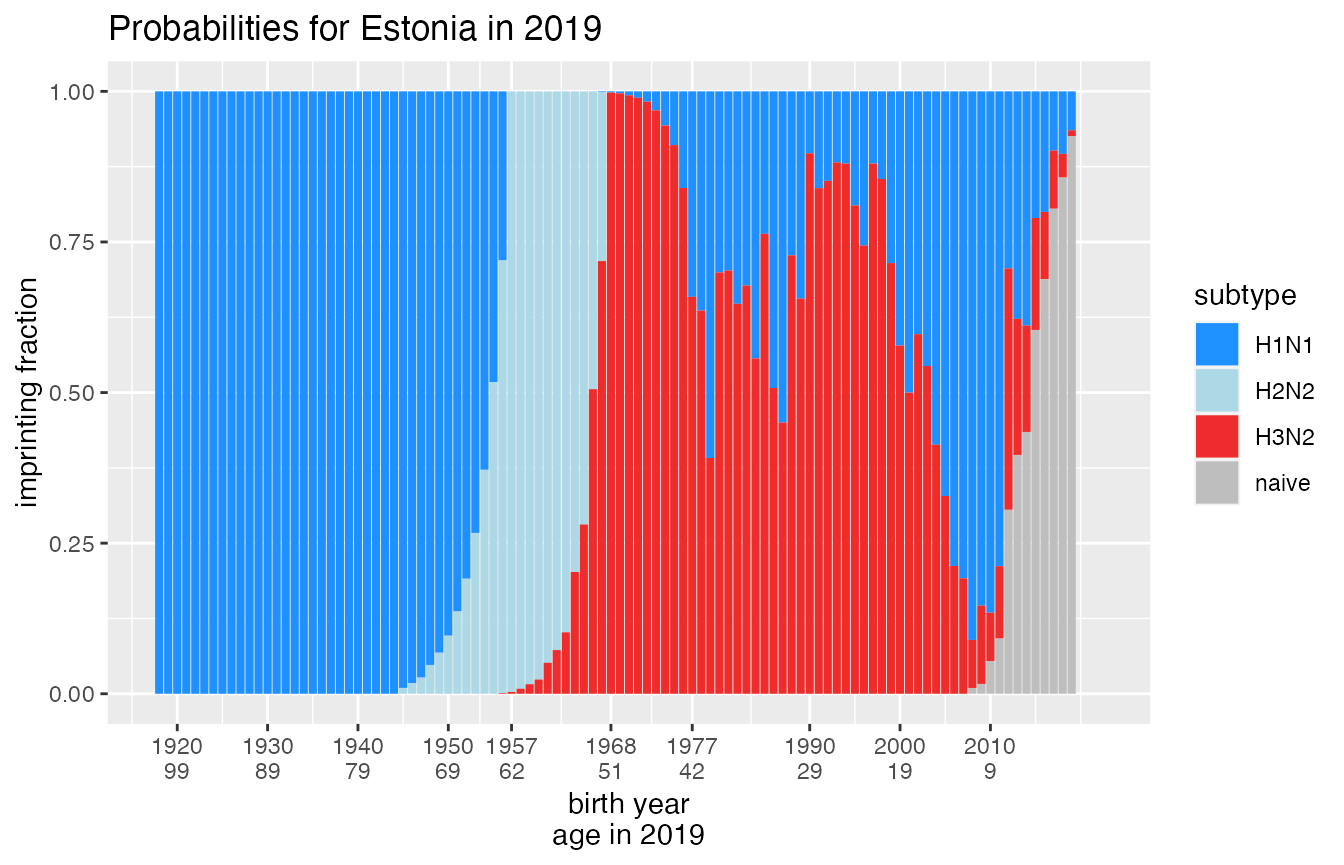 Probabilities for Estonia in 2019
1.00
0.75
0.50
0.25
0.00
imprinting fraction
1920 1930 1940 1950 1957 1968 1977 1990 2000 2010
99 89 79 69 62 51 42 29 19 9
birth year
age in 2019
subtype
H1N1
H2N2
H3N2
naive